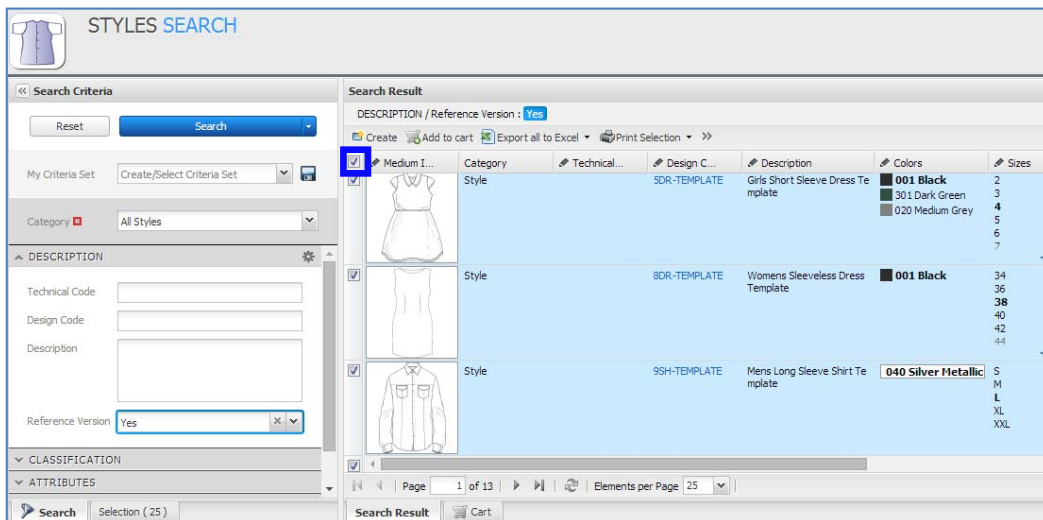 STYLES SEARCH
Search Criteria
Reset
Search
My Criteria Set
Create/Select Criteria Set
Category
All Styles
DESCRIPTION
Technical Code
Design Code
Description
Reference Version
Yes
CLASSIFICATION
ATTRIBUTES
Search
Selection ( 25 )
Search Result
DESCRIPTION / Reference Version : Yes
Create Add to cart Export all to Excel Print Selection
Medium I... Category Technical... Design C... Description Colors Sizes
Style 5DR-TEMPLATE Girls Short Sleeve Dress Te 001 Black 2
mplate 301 Dark Green 3
020 Medium Grey 4
5
6
7
Style 8DR-TEMPLATE Womens Sleeveless Dress 001 Black 34
Template 36
38
40
42
44
Style 9SH-TEMPLATE Mens Long Sleeve Shirt Te 040 Silver Metallic S
mplate M
L
XL
XXL
Page 1 of 13 Elements per Page 25
Search Result Cart